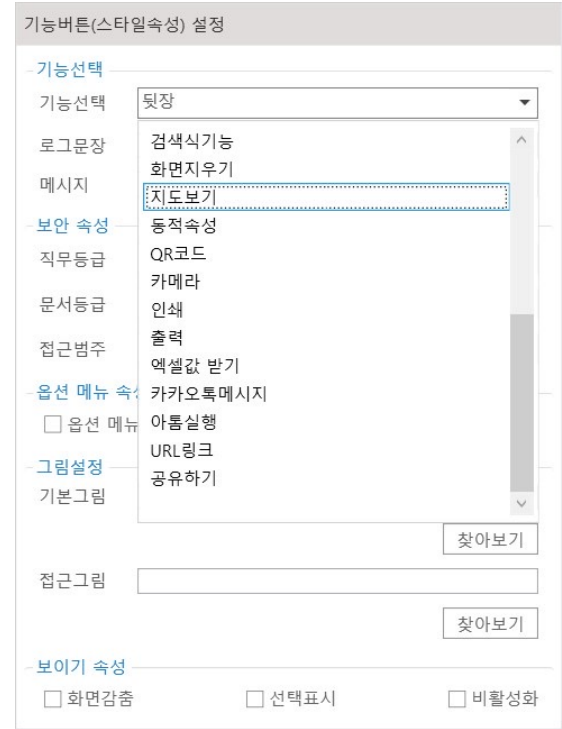 기능버튼(스타일속성) 설정
기능선택
기능선택 뒷장
로그문장
메시지
보안 속성
직무등급
문서등급
접근범주
옵션 메뉴 속
옵션 메뉴
검색식기능
화면지우기
지도보기
동적속성
QR코드
카메라
인쇄
출력
엑셀값 받기
카카오톡메시지
아톰실행
URL링크
공유하기
그림설정
기본그림
찾아보기
접근그림
찾아보기
보이기 속성
화면감춤 선택표시 비활성화